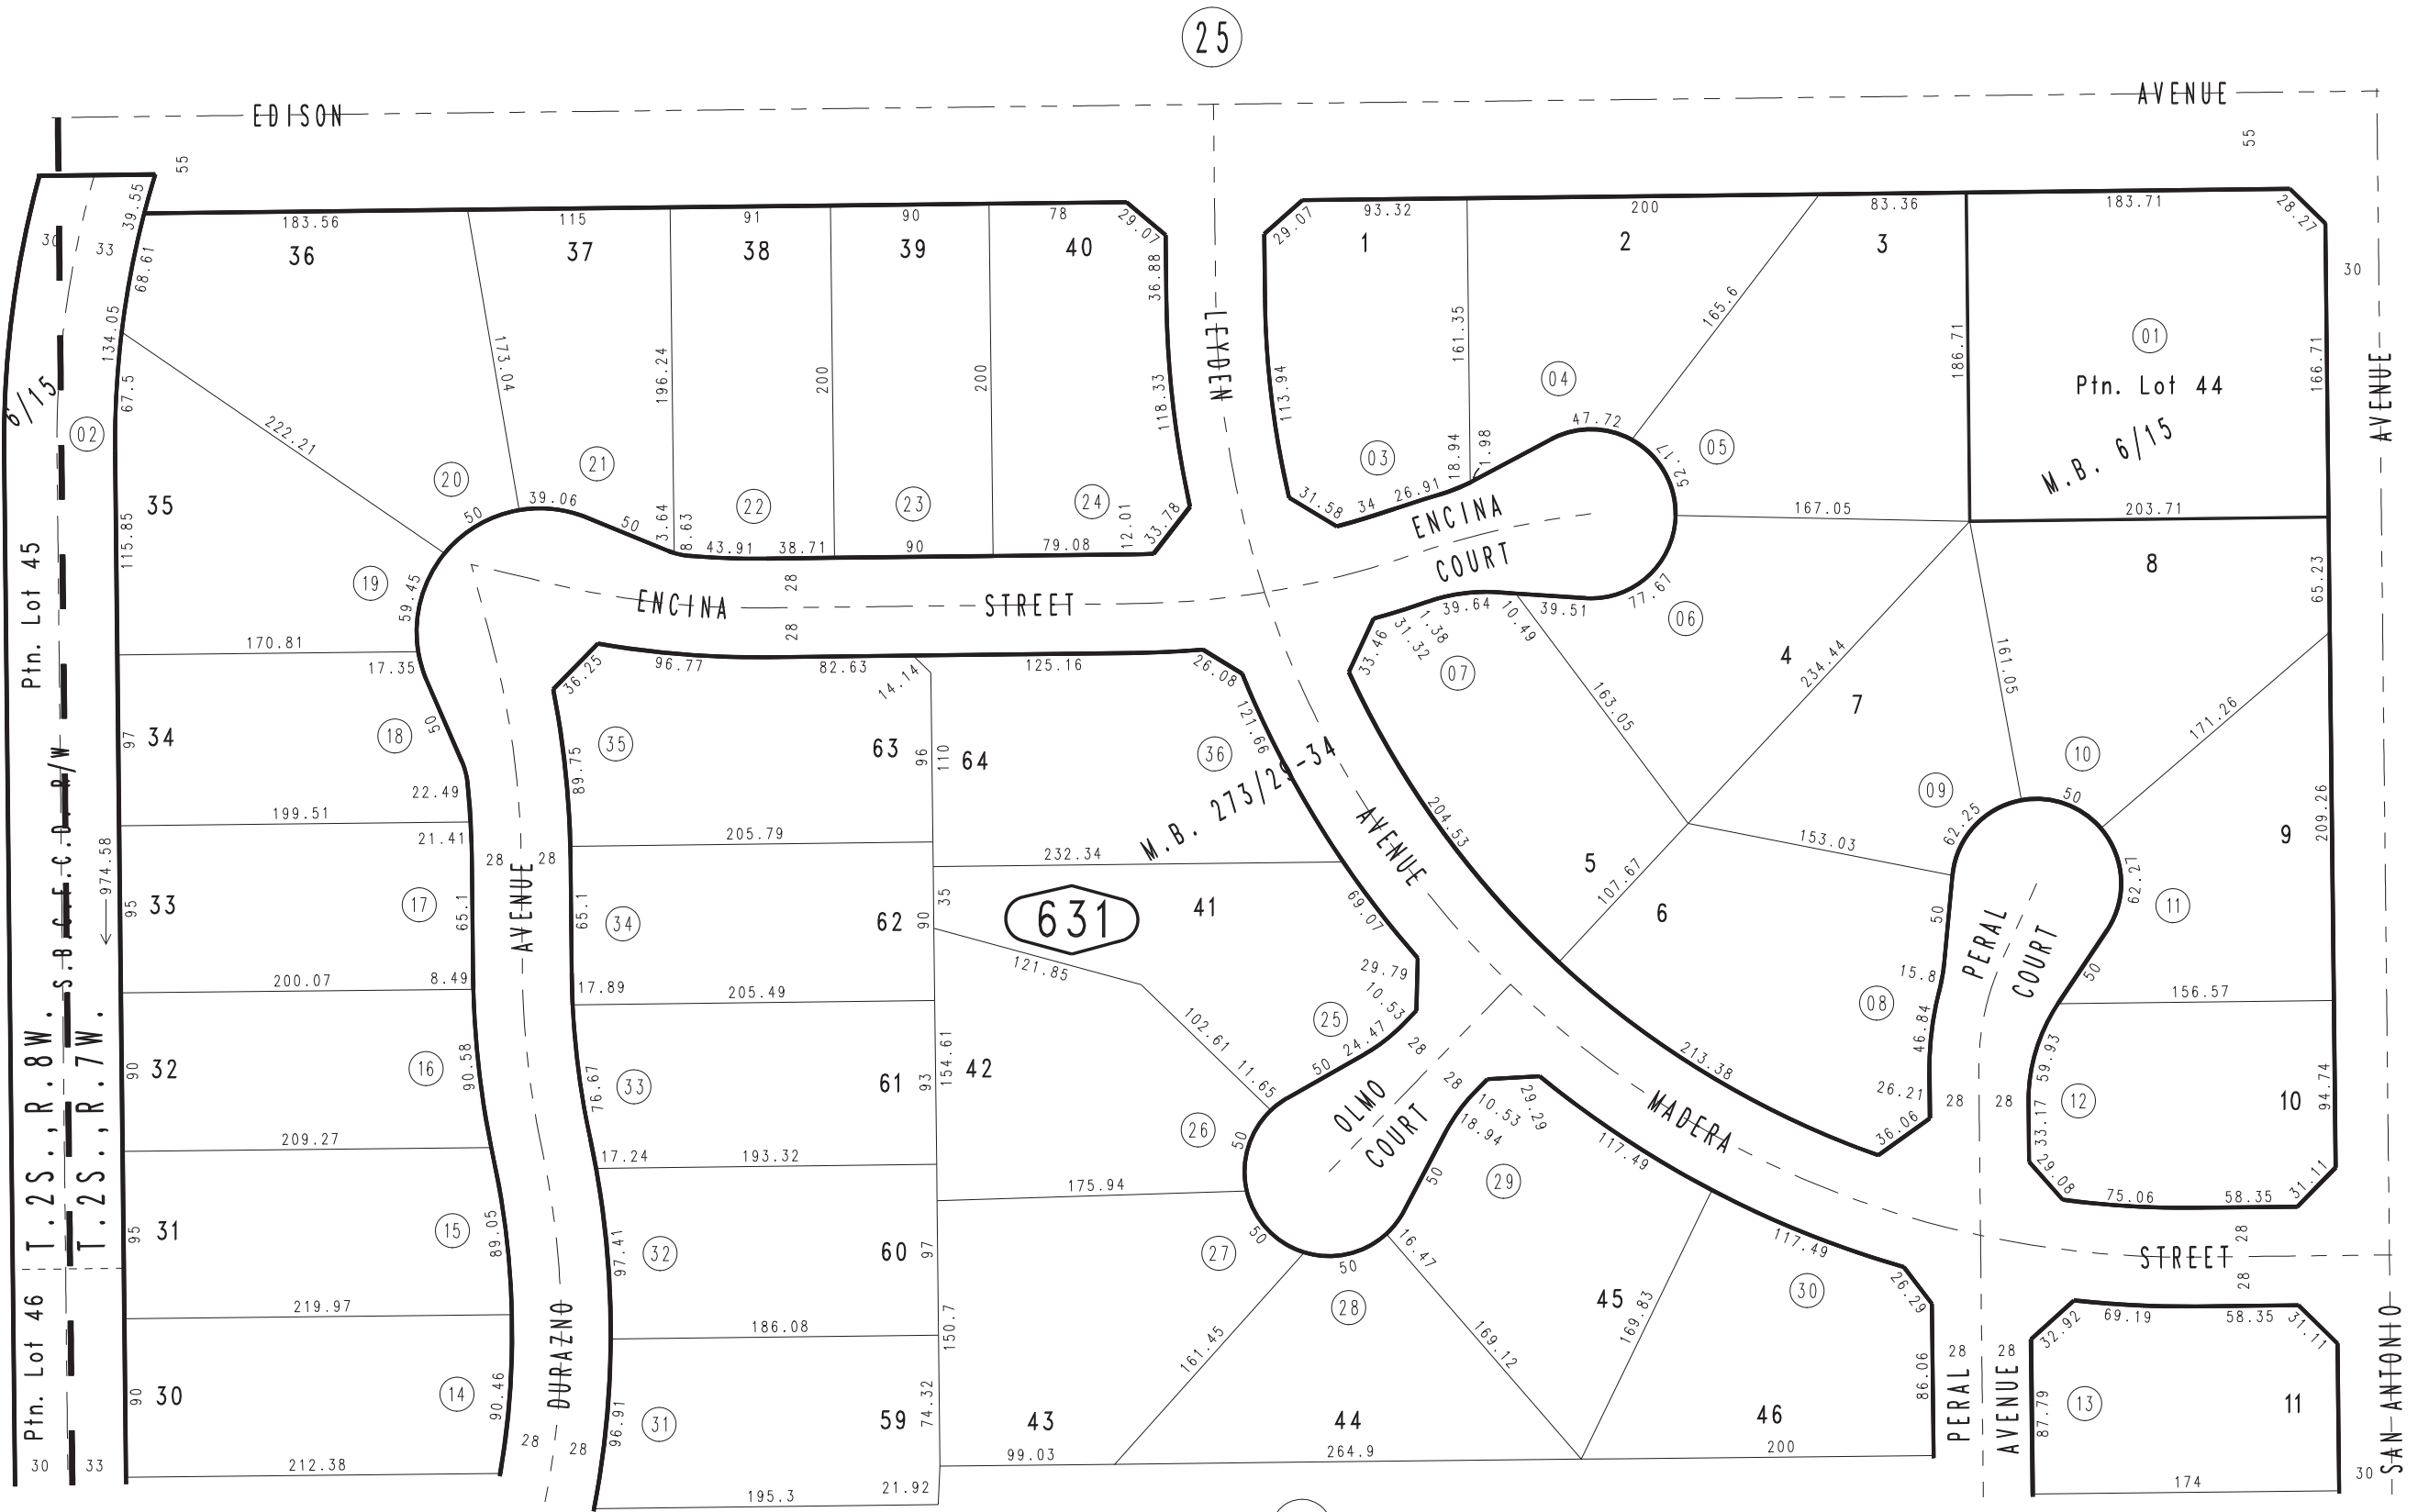 25
EDISON AVENUE
55 55
39.55 183.56 115 91 90 78 29.07
29.07 93.32 200 83.36 183.71 28.27
30 33 36 37 38 39 40 1 2 3
68.61 36.88 30
134.05 173.04 196.24 200 200 LEYDEN 161.35 165.6 186.71 01 166.71
67.5 118.33 113.94 04 Ptn. Lot 44 AVENUE
6/15 02 222.21 47.72 M.B. 6/15
20 21 03 18.94 1.98 05
35 50 39.06 22 23 24 31.58 34 26.91 52.17
50 3.64 8.63 43.91 38.71 90 79.08 12.01 33.78
167.05 203.71
ENCINA
COURT
115.85 19 59.45 28 8 65.23
Ptn. Lot 45
ENCINA STREET
28
39.64 10.49 39.51 77.67 06
33.46 31.32 1.38 07
170.81 17.35 36.25 96.77 82.63 14.14 125.16 26.08
4 234.44 161.05 7 171.26
163.05
97 34 18 50 35 89.75 63 96 110 64 36 121.66
M.B. 273/29-34
S.B.C.F.C.D. R/W
974.58
199.51 22.49 21.41 205.79 232.34
28 28 AVENUE
AVENUE 204.53 153.03 09 62.25 50 10 9 209.26
95 33 17 65.1 65.1 34 62 90 35 631 41 69.07
5 107.67 6 50 62.27 11
121.85 29.79 10.53
PERAL
COURT
200.07 8.49 17.89 205.49 25 24.47 15.8 50 156.57
102.61 11.65 50 28 28 08 46.84 59.93
90 32 16 90.58 76.67 33 61 93 154.61 42
OLMO
COURT
213.38 26.21 28 28 33.17 12 10 94.74
MADERA
T.2S.,R.8W.
T.2S.,R.7W.
26 50 10.53 18.94 29.29 117.49 36.06
209.27 17.24 193.32 175.94 50 29 29.08 75.06 58.35 31.11
95 31 15 89.05 97.41 32 60 97 27 50 50 16.47 117.49
28 STREET 28
28 45 30 26.29
219.97 186.08 150.7 161.45 169.12 169.83
32.92 69.19 58.35 31.11
Ptn. Lot 46
DURAZNO
28 28
90 30 14 90.46 96.91 31 59 74.32 43 44 46 86.06
PERAL
AVENUE
87.79 13 11 SAN ANTONIO
28 28
99.03 264.9 200
30 33 212.38 195.3 21.92 174 30